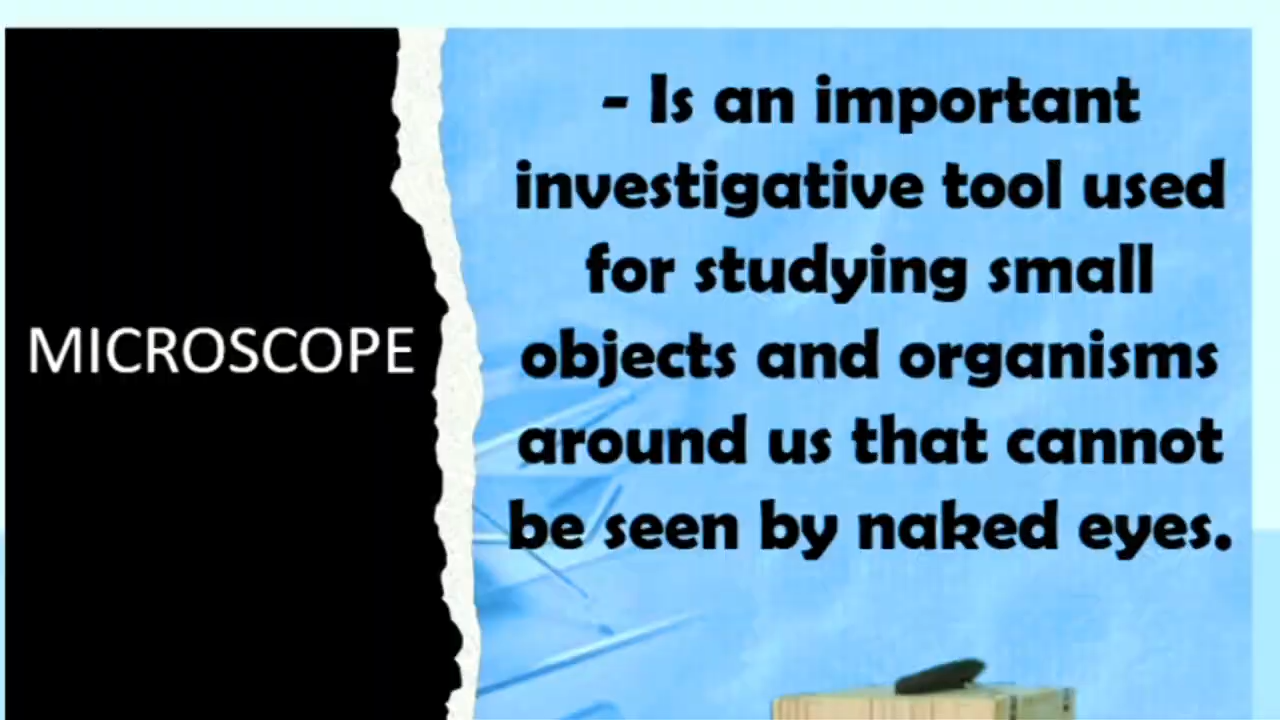 MICROSCOPE
- Is an important
investigative tool used
for studying small
objects and organisms
around us that cannot
be seen by naked eyes.